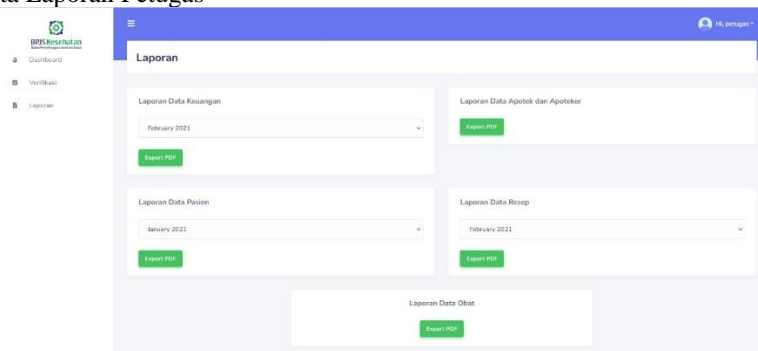 ta Laporan Petugas
BPJS Kesehatan
Hi, petugas
Dashboard
Verifikasi
Laporan
Laporan
Laporan Data Keuangan
February 2021
Export PDF
Laporan Data Apotek dan Apoteker
Export PDF
Laporan Data Pasien
January 2021
Export PDF
Laporan Data Resep
February 2021
Export PDF
Laporan Data Obat
Export PDF